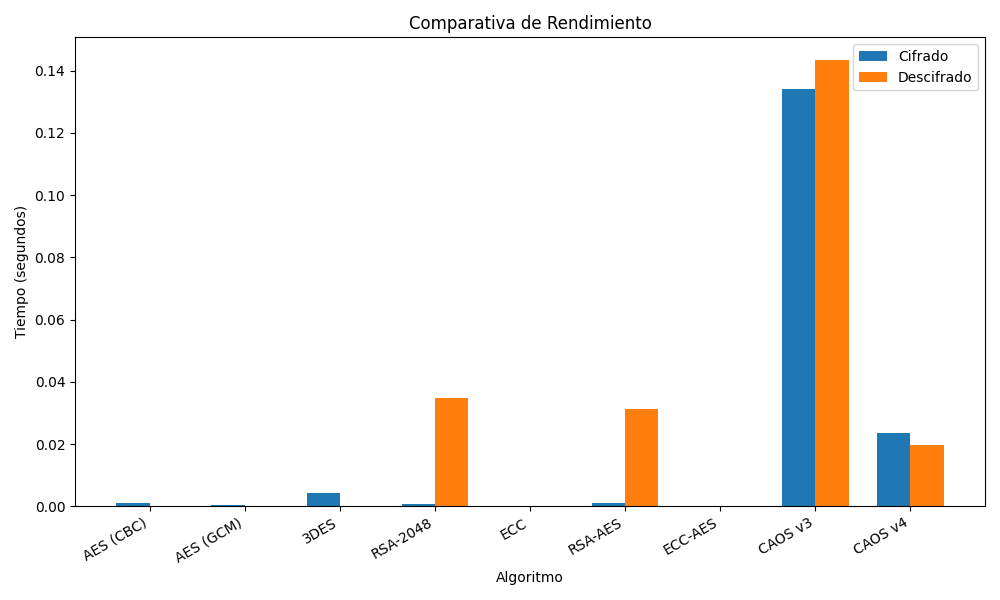 Comparativa de Rendimiento
Cifrado
Descifrado
Tiempo (segundos)
0.14
0.12
0.10
0.08
0.06
0.04
0.02
0.00
AES (CBC)
AES (GCM)
3DES
RSA-2048
ECC
RSA-AES
ECC-AES
CAOS v3
CAOS v4
Algoritmo